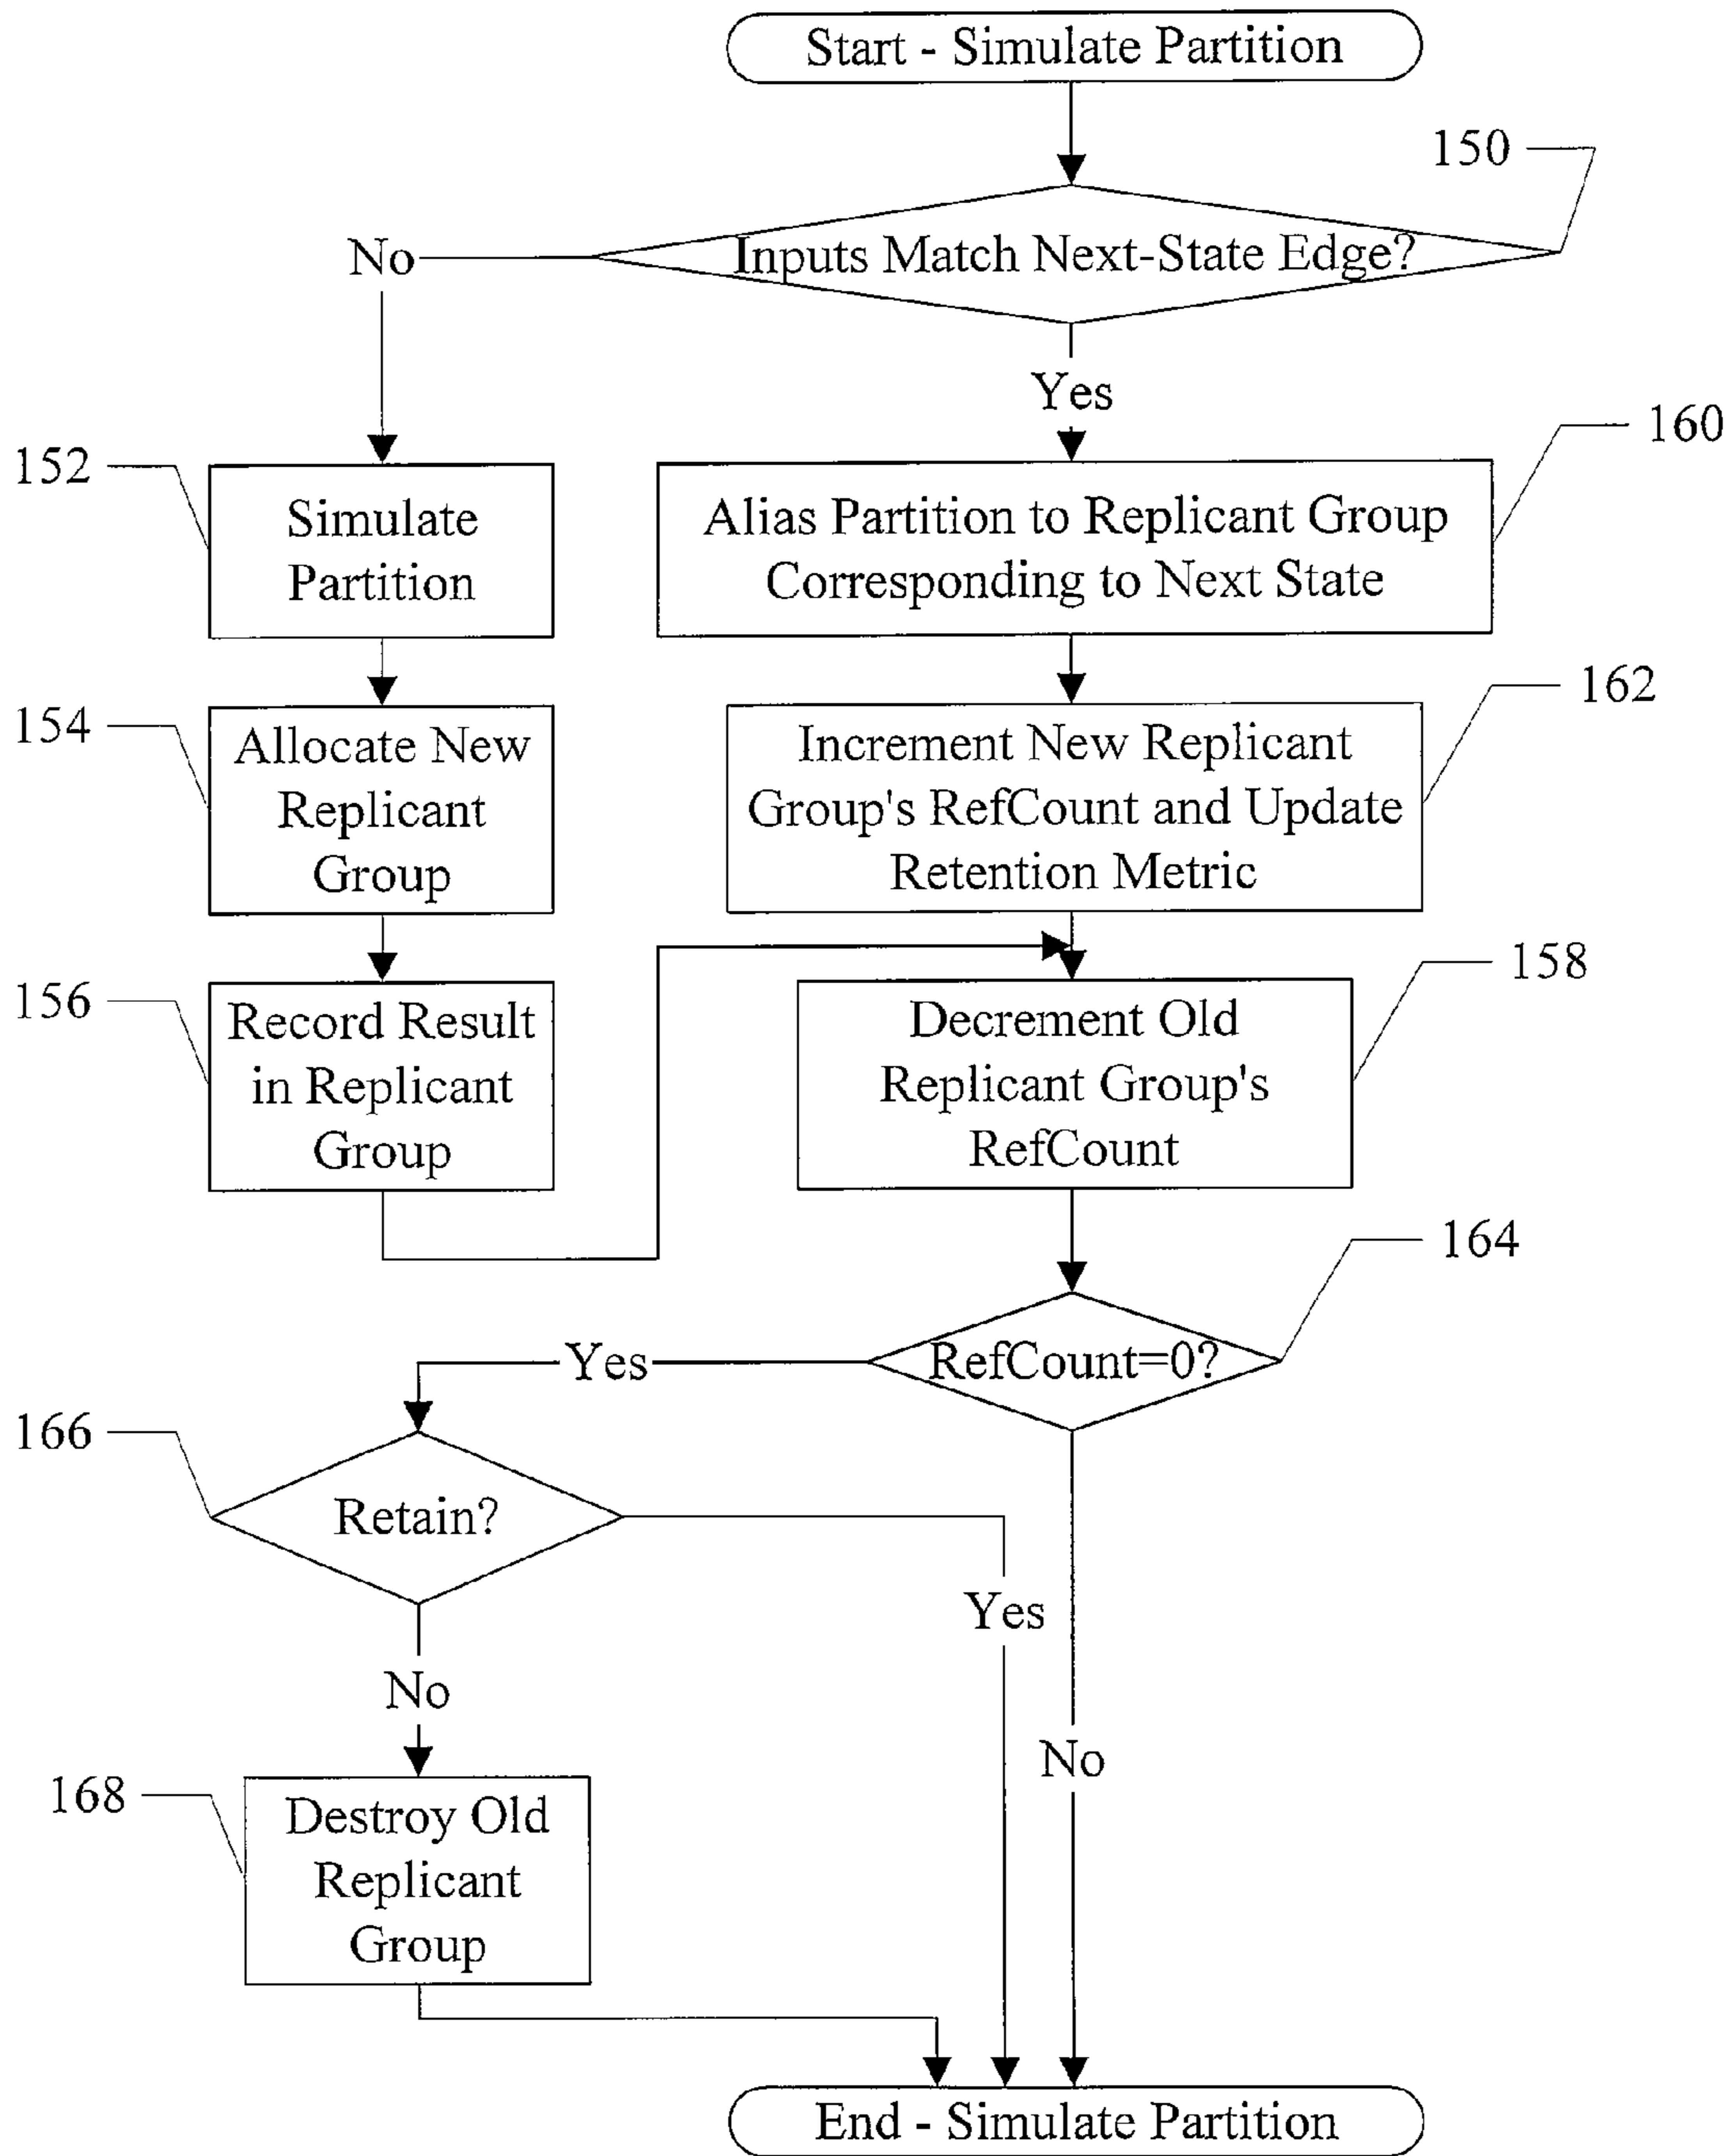 Start - Simulate Partition
150
Inputs Match Next-State Edge?
No
Yes
152
Simulate
Partition
160
Alias Partition to Replicant Group
Corresponding to Next State
154
Allocate New
Replicant
Group
162
Increment New Replicant
Group's RefCount and Update
Retention Metric
156
Record Result
in Replicant
Group
158
Decrement Old
Replicant Group's
RefCount
164
RefCount=0?
Yes
166
Retain?
Yes
No
No
168
Destroy Old
Replicant
Group
End - Simulate Partition